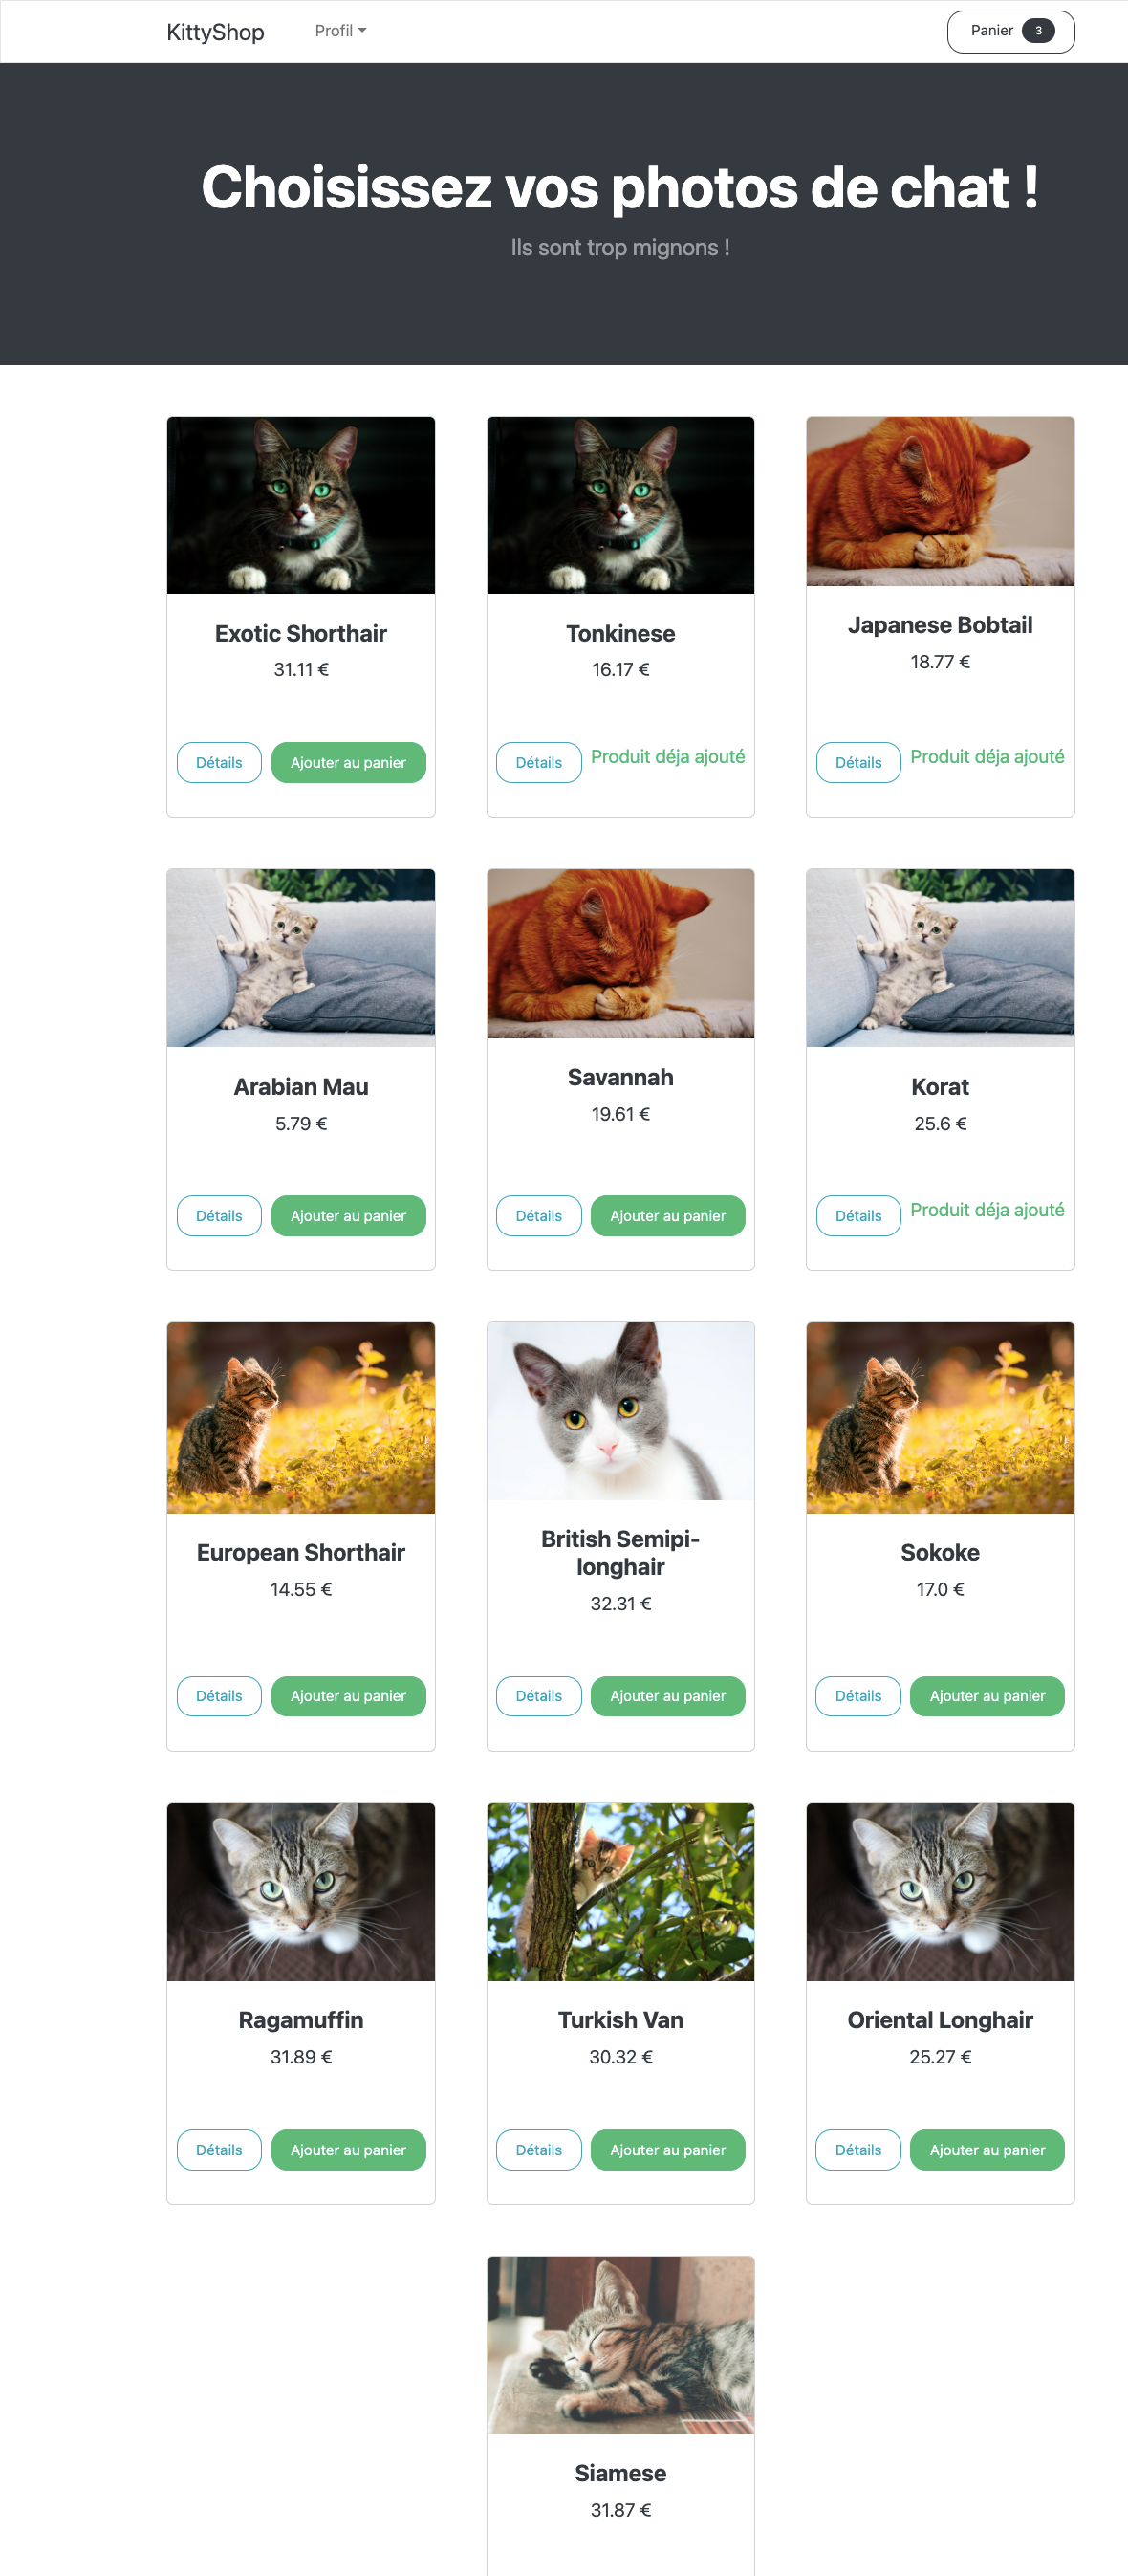 KittyShop
Profil
Panier 3
Choisissez vos photos de chat !
Ils sont trop mignons !
Exotic Shorthair
31.11 €
Détails
Ajouter au panier
Tonkinese
16.17 €
Détails
Produit déja ajouté
Japanese Bobtail
18.77 €
Détails
Produit déja ajouté
Arabian Mau
5.79 €
Détails
Ajouter au panier
Savannah
19.61 €
Détails
Ajouter au panier
Korat
25.6 €
Détails
Produit déja ajouté
European Shorthair
14.55 €
Détails
Ajouter au panier
British Semipi-
longhair
32.31 €
Détails
Ajouter au panier
Sokoke
17.0 €
Détails
Ajouter au panier
Ragamuffin
31.89 €
Détails
Ajouter au panier
Turkish Van
30.32 €
Détails
Ajouter au panier
Oriental Longhair
25.27 €
Détails
Ajouter au panier
Siamese
31.87 €